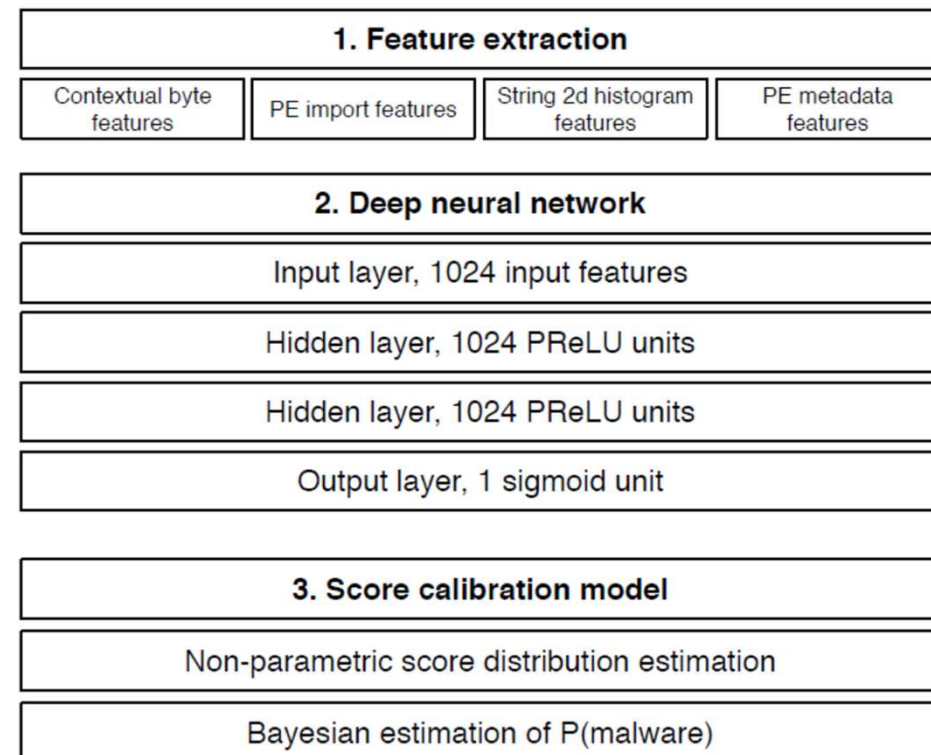 1. Feature extraction
Contextual byte
features
PE import features
String 2d histogram
features
PE metadata
features
2. Deep neural network
Input layer, 1024 input features
Hidden layer, 1024 PReLU units
Hidden layer, 1024 PReLU units
Output layer, 1 sigmoid unit
3. Score calibration model
Non-parametric score distribution estimation
Bayesian estimation of P(malware)